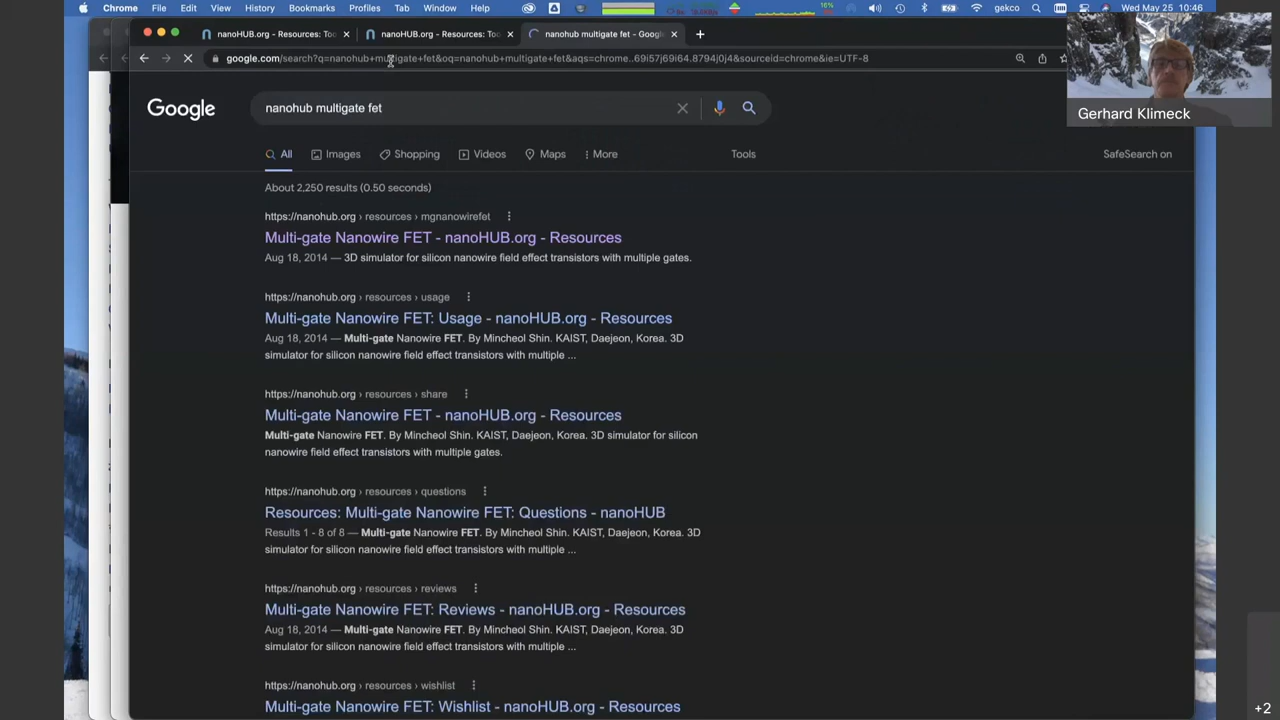 Chrome File Edit View History Bookmarks Profiles Tab Window Help 16% gekco Wed May 25 10:46
nanoHUB.org - Resources: Too
nanoHUB.org - Resources: Too
nanohub multigate fet - Google
google.com/search?q=nanohub+multigate+fet&oq=nanohub+multigate+fet&aqs=chrome..69i57j69i64.8794j0j4&sourceid=chrome&ie=UTF-8
Gerhard Klimeck
Google
nanohub multigate fet
All Images Shopping Videos Maps More Tools SafeSearch on
About 2,250 results (0.50 seconds)
https://nanohub.org › resources › mgnanowirefet
Multi-gate Nanowire FET - nanoHUB.org - Resources
Aug 18, 2014 — 3D simulator for silicon nanowire field effect transistors with multiple gates.
https://nanohub.org › resources › usage
Multi-gate Nanowire FET: Usage - nanoHUB.org - Resources
Aug 18, 2014 — Multi-gate Nanowire FET. By Mincheol Shin. KAIST, Daejeon, Korea. 3D
simulator for silicon nanowire field effect transistors with multiple ...
https://nanohub.org › resources › share
Multi-gate Nanowire FET - nanoHUB.org - Resources
Multi-gate Nanowire FET. By Mincheol Shin. KAIST, Daejeon, Korea. 3D simulator for silicon
nanowire field effect transistors with multiple gates.
https://nanohub.org › resources › questions
Resources: Multi-gate Nanowire FET: Questions - nanoHUB
Results 1 - 8 of 8 — Multi-gate Nanowire FET. By Mincheol Shin. KAIST, Daejeon, Korea. 3D
simulator for silicon nanowire field effect transistors with multiple ...
https://nanohub.org › resources › reviews
Multi-gate Nanowire FET: Reviews - nanoHUB.org - Resources
Aug 18, 2014 — Multi-gate Nanowire FET. By Mincheol Shin. KAIST, Daejeon, Korea. 3D
simulator for silicon nanowire field effect transistors with multiple ...
https://nanohub.org › resources › wishlist
Multi-gate Nanowire FET: Wishlist - nanoHUB.org - Resources
+2